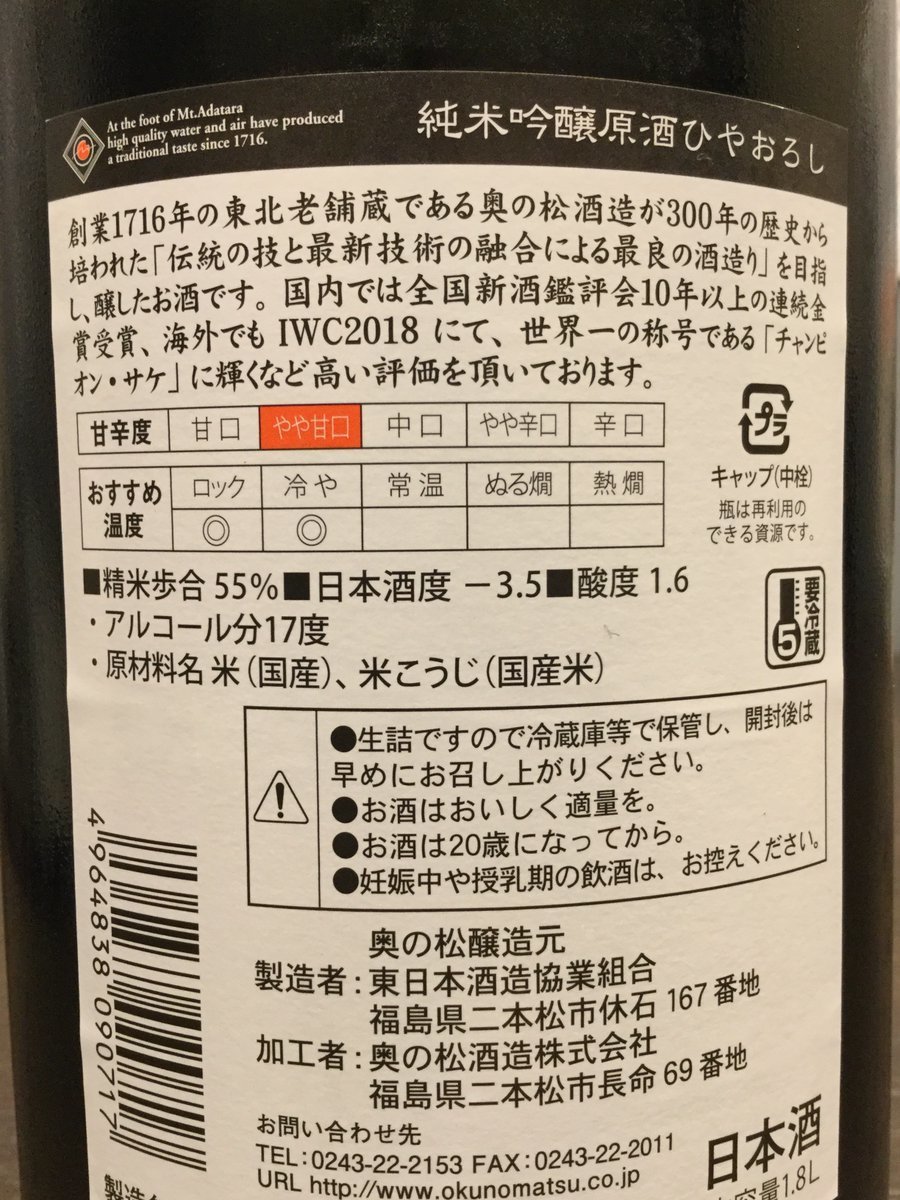 At the foot of Mt.Adatara
high quality water and air have produced
a traditional taste since 1716.
純米吟醸原酒ひやおろし
創業1716年の東北老舗蔵である奥の松酒造が300年の歴史から
培われた「伝統の技と最新技術の融合による最良の酒造り」を目指
し、醸したお酒です。国内では全国新酒鑑評会10年以上の連続金
賞受賞、海外でも IWC2018 にて、世界一の称号である「チャンピ
オン・サケ」に輝くなど高い評価を頂いております。
甘辛度 甘口 やや甘口 中口 やや辛口 辛口
おすすめ温度 ロック 冷や 常温 ぬる燗 熱燗
◎ ◎
プラ
キャップ(中栓)
瓶は再利用の
できる資源です。
■精米歩合 55%■日本酒度 −3.5■酸度 1.6
・アルコール分17度
・原材料名 米（国産）、米こうじ（国産米）
5 要冷蔵
●生詰ですので冷蔵庫等で保管し、開封後は
早めにお召し上がりください。
●お酒はおいしく適量を。
●お酒は20歳になってから。
●妊娠中や授乳期の飲酒は、お控えください。
4 964838 090717
奥の松醸造元
製造者：東日本酒造協業組合
福島県二本松市休石 167 番地
加工者：奥の松酒造株式会社
福島県二本松市長命 69 番地
お問い合わせ先
TEL:0243-22-2153 FAX:0243-22-2011
URL http://www.okunomatsu.co.jp
日本酒
容量1.8L
製造